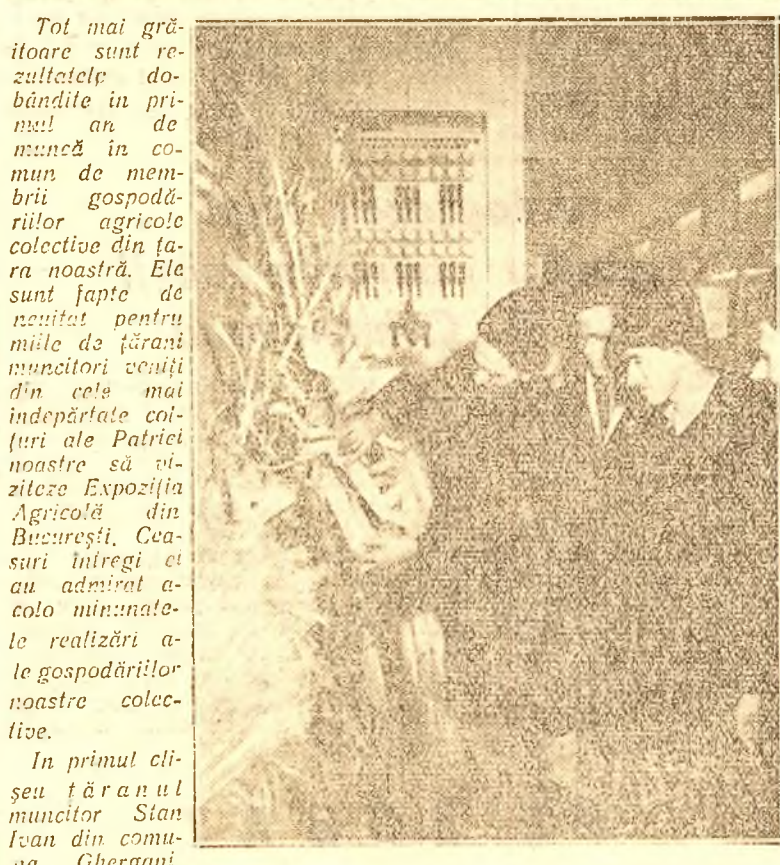 Tot mai gră-
itoare sunt re-
zultatele do-
bândite în pri-
mul an de
muncă în co-
mun de mem-
brii gospodă-
riilor agricole
colective din ța-
ra noastră. Ele
sunt fapte de
neuitat pentru
miile de țărani
muncitori veniți
din cele mai
îndepărtate col-
țuri ale Patriei
noastre să vi-
ziteze Expoziția
Agricolă din
București. Cea-
suri întregi ei
au admirat a-
colo minunate-
le realizări a-
le gospodăriilor
noastre colec-
tive.
In primul cli-
șeu țăranul
muncitor Stan
Ivan din comu-
na Ghergani,